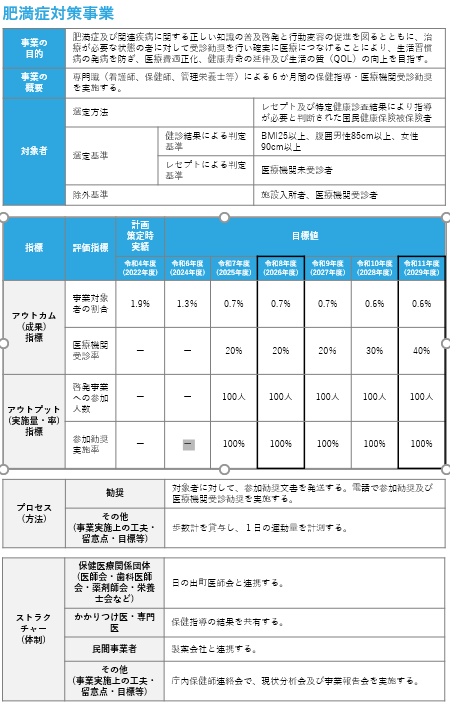 肥満症対策事業
事業の
目的
肥満症及び関連疾病に関する正しい知識の普及啓発と行動変容の促進を図るとともに、治
療が必要な状態の者に対して受診勧奨を行い確実に医療につなげることにより、生活習慣
病の発病を防ぎ、医療費適正化、健康寿命の延伸及び生活の質（QOL）の向上を目指す。
事業の
概要
専門職（看護師、保健師、管理栄養士等）による６か月間の保健指導・医療機関受診勧奨
を実施する。
対象者
選定方法
レセプト及び特定健康診査結果により指導
が必要と判断された国民健康保険被保険者
選定基準
健診結果による判定
基準
BMI25以上、腹囲男性85cm以上、女性
90cm以上
レセプトによる判定
基準
医療機関未受診者
除外基準
施設入所者、医療機関受診者
指標
評価指標
計画
策定時
実績
目標値
令和4年度
(2022年度)
令和6年度
(2024年度)
令和7年度
(2025年度)
令和8年度
(2026年度)
令和9年度
(2027年度)
令和10年度
(2028年度)
令和11年度
(2029年度)
アウトカム
(成果)
指標
事業対象
者の割合
1.9%
1.3%
0.7%
0.7%
0.7%
0.6%
0.6%
医療機関
受診率
ー
ー
20%
20%
20%
30%
40%
アウトプット
(実施量・率)
指標
啓発事業
への参加
人数
ー
ー
100人
100人
100人
100人
100人
参加勧奨
実施率
ー
ー
100%
100%
100%
100%
100%
プロセス
(方法)
勧奨
対象者に対して、参加勧奨文書を発送する。電話で参加勧奨及び
医療機関受診勧奨を実施する。
その他
(事業実施上の工夫・
留意点・目標等)
歩数計を貸与し、１日の運動量を計測する。
ストラク
チャー
(体制)
保健医療関係団体
(医師会・歯科医師
会・薬剤師会・栄養
士会など)
日の出町医師会と連携する。
かかりつけ医・専門
医
保健指導の結果を共有する。
民間事業者
製薬会社と連携する。
その他
(事業実施上の工夫・
留意点・目標等)
庁内保健師連絡会で、現状分析会及び事業報告会を実施する。